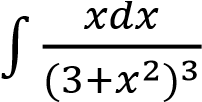 ∫ xdx/(3+x²)³